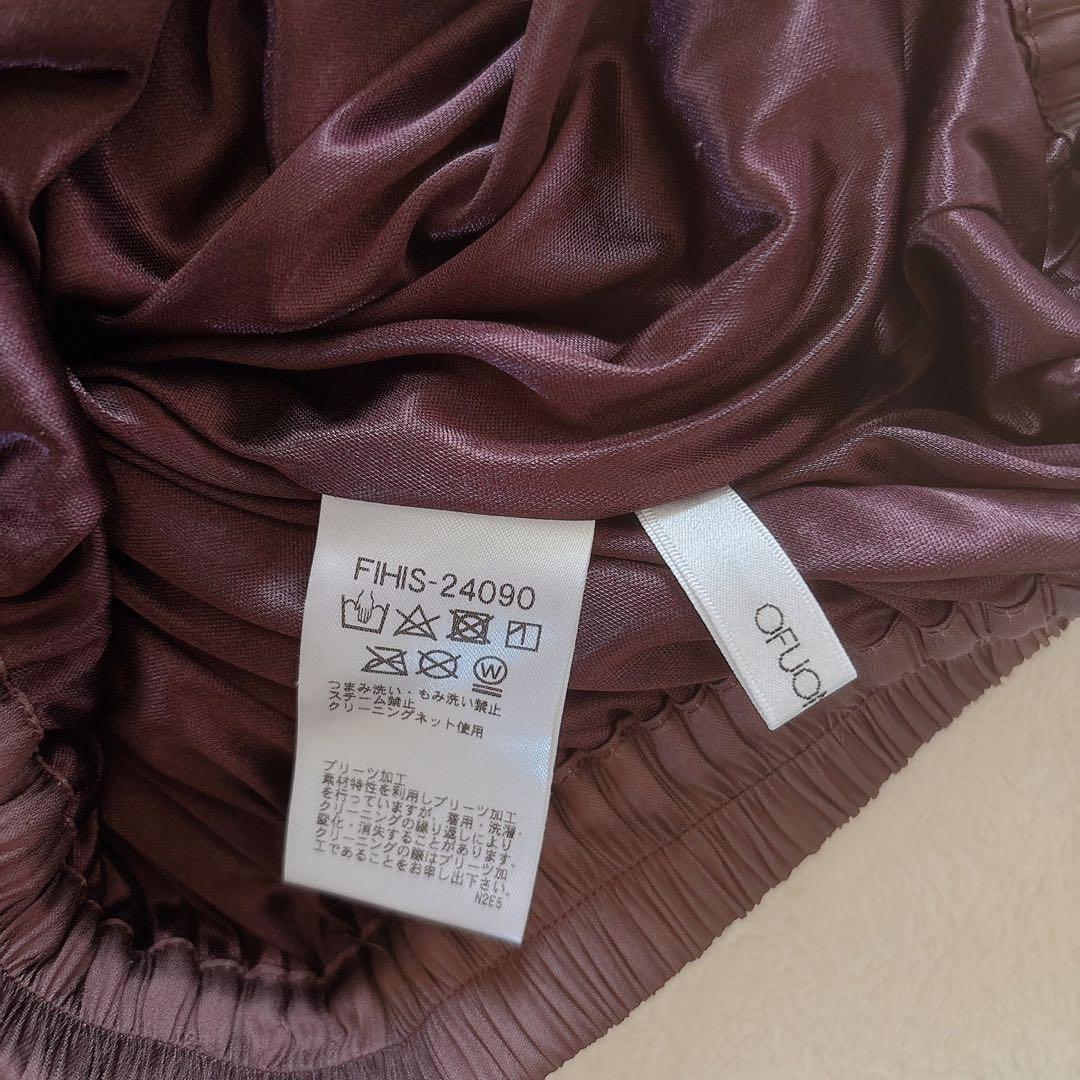 FIHIS-24090
W
つまみ洗い・もみ洗い禁止
スチーム禁止
クリーニングネット使用
プリーツ加工
素材特性を利用しプリーツ加工
を行っていますが、着用・洗濯・
クリーニングの繰り返しにより
変化・消失することがあります。
クリーニングの際はプリーツ加
工であることをお申し出下さい。
N2E5